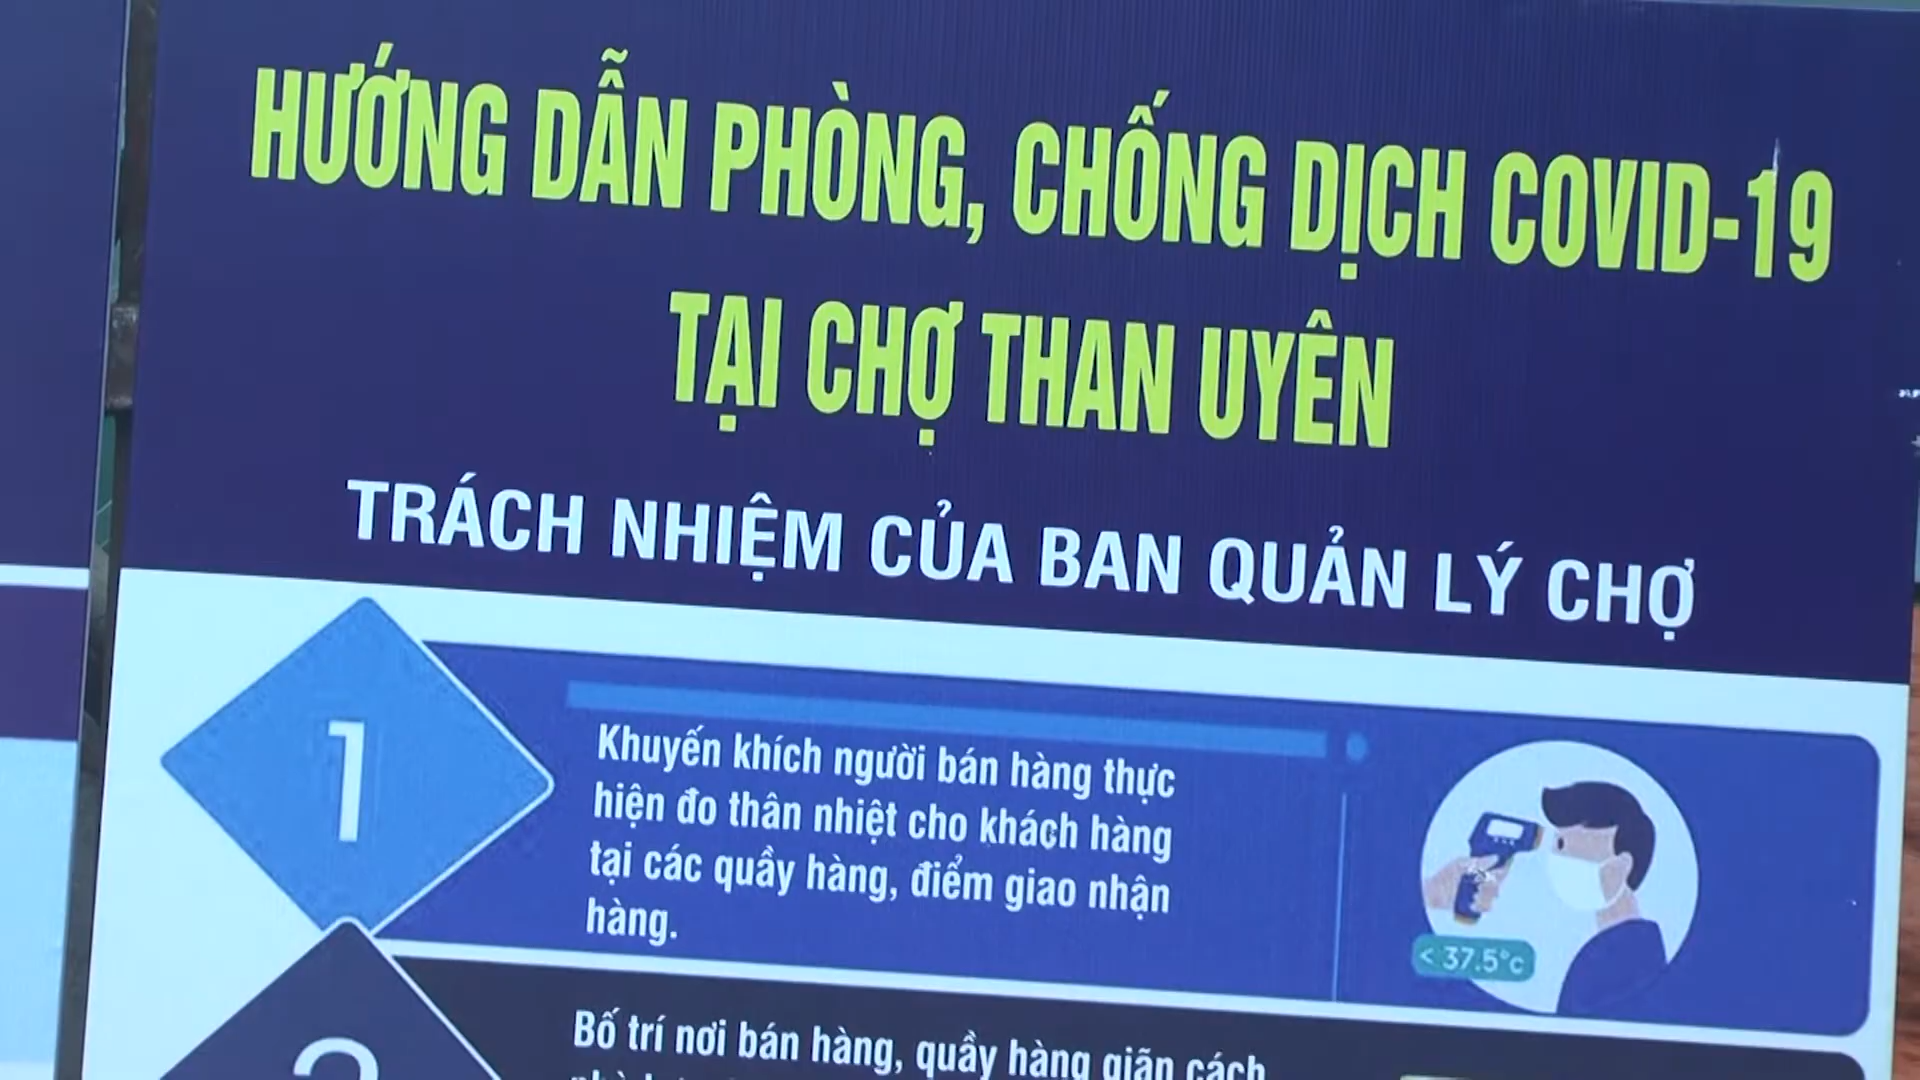 HƯỚNG DẪN PHÒNG, CHỐNG DỊCH COVID-19
TẠI CHỢ THAN UYÊN
TRÁCH NHIỆM CỦA BAN QUẢN LÝ CHỢ
1
Khuyến khích người bán hàng thực
hiện đo thân nhiệt cho khách hàng
tại các quầy hàng, điểm giao nhận
hàng.
< 37.5°c
2
Bố trí nơi bán hàng, quầy hàng giãn cách